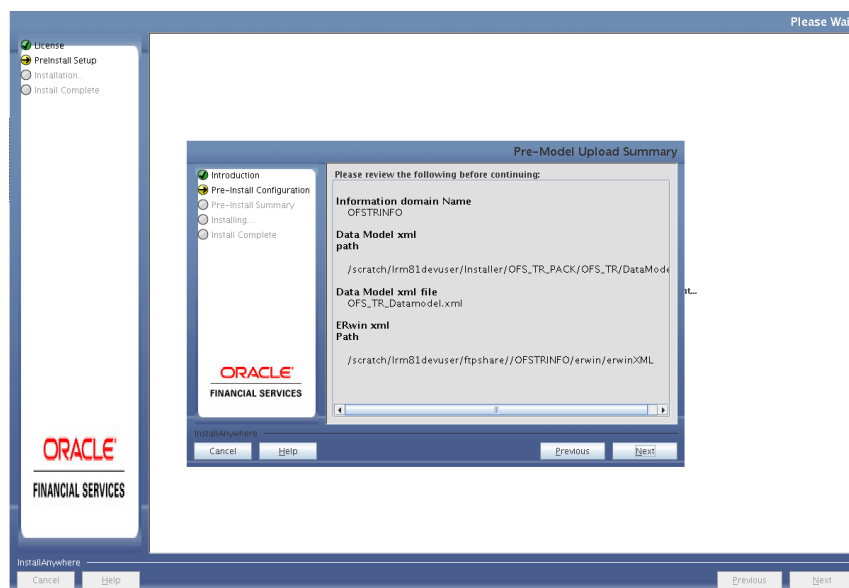 Please Wai
License
PreInstall Setup
Installation..
Install Complete
Pre-Model Upload Summary
Introduction
Pre-Install Configuration
Pre-Install Summary
Installing...
Install Complete
Please review the following before continuing:
Information domain Name
OFSTRINFO
Data Model xml
path
/scratch/lrm81devuser/Installer/OFS_TR_PACK/OFS_TR/DataMode
Data Model xml file
OFS_TR_Datamodel.xml
ERwin xml
Path
/scratch/lrm81devuser/ftpshare//OFSTRINFO/erwin/erwinXML
nt...
ORACLE'
FINANCIAL SERVICES
InstallAnywhere
Cancel
Help
Previous
Next
ORACLE'
FINANCIAL SERVICES
InstallAnywhere
Cancel
Help
Previous
Next